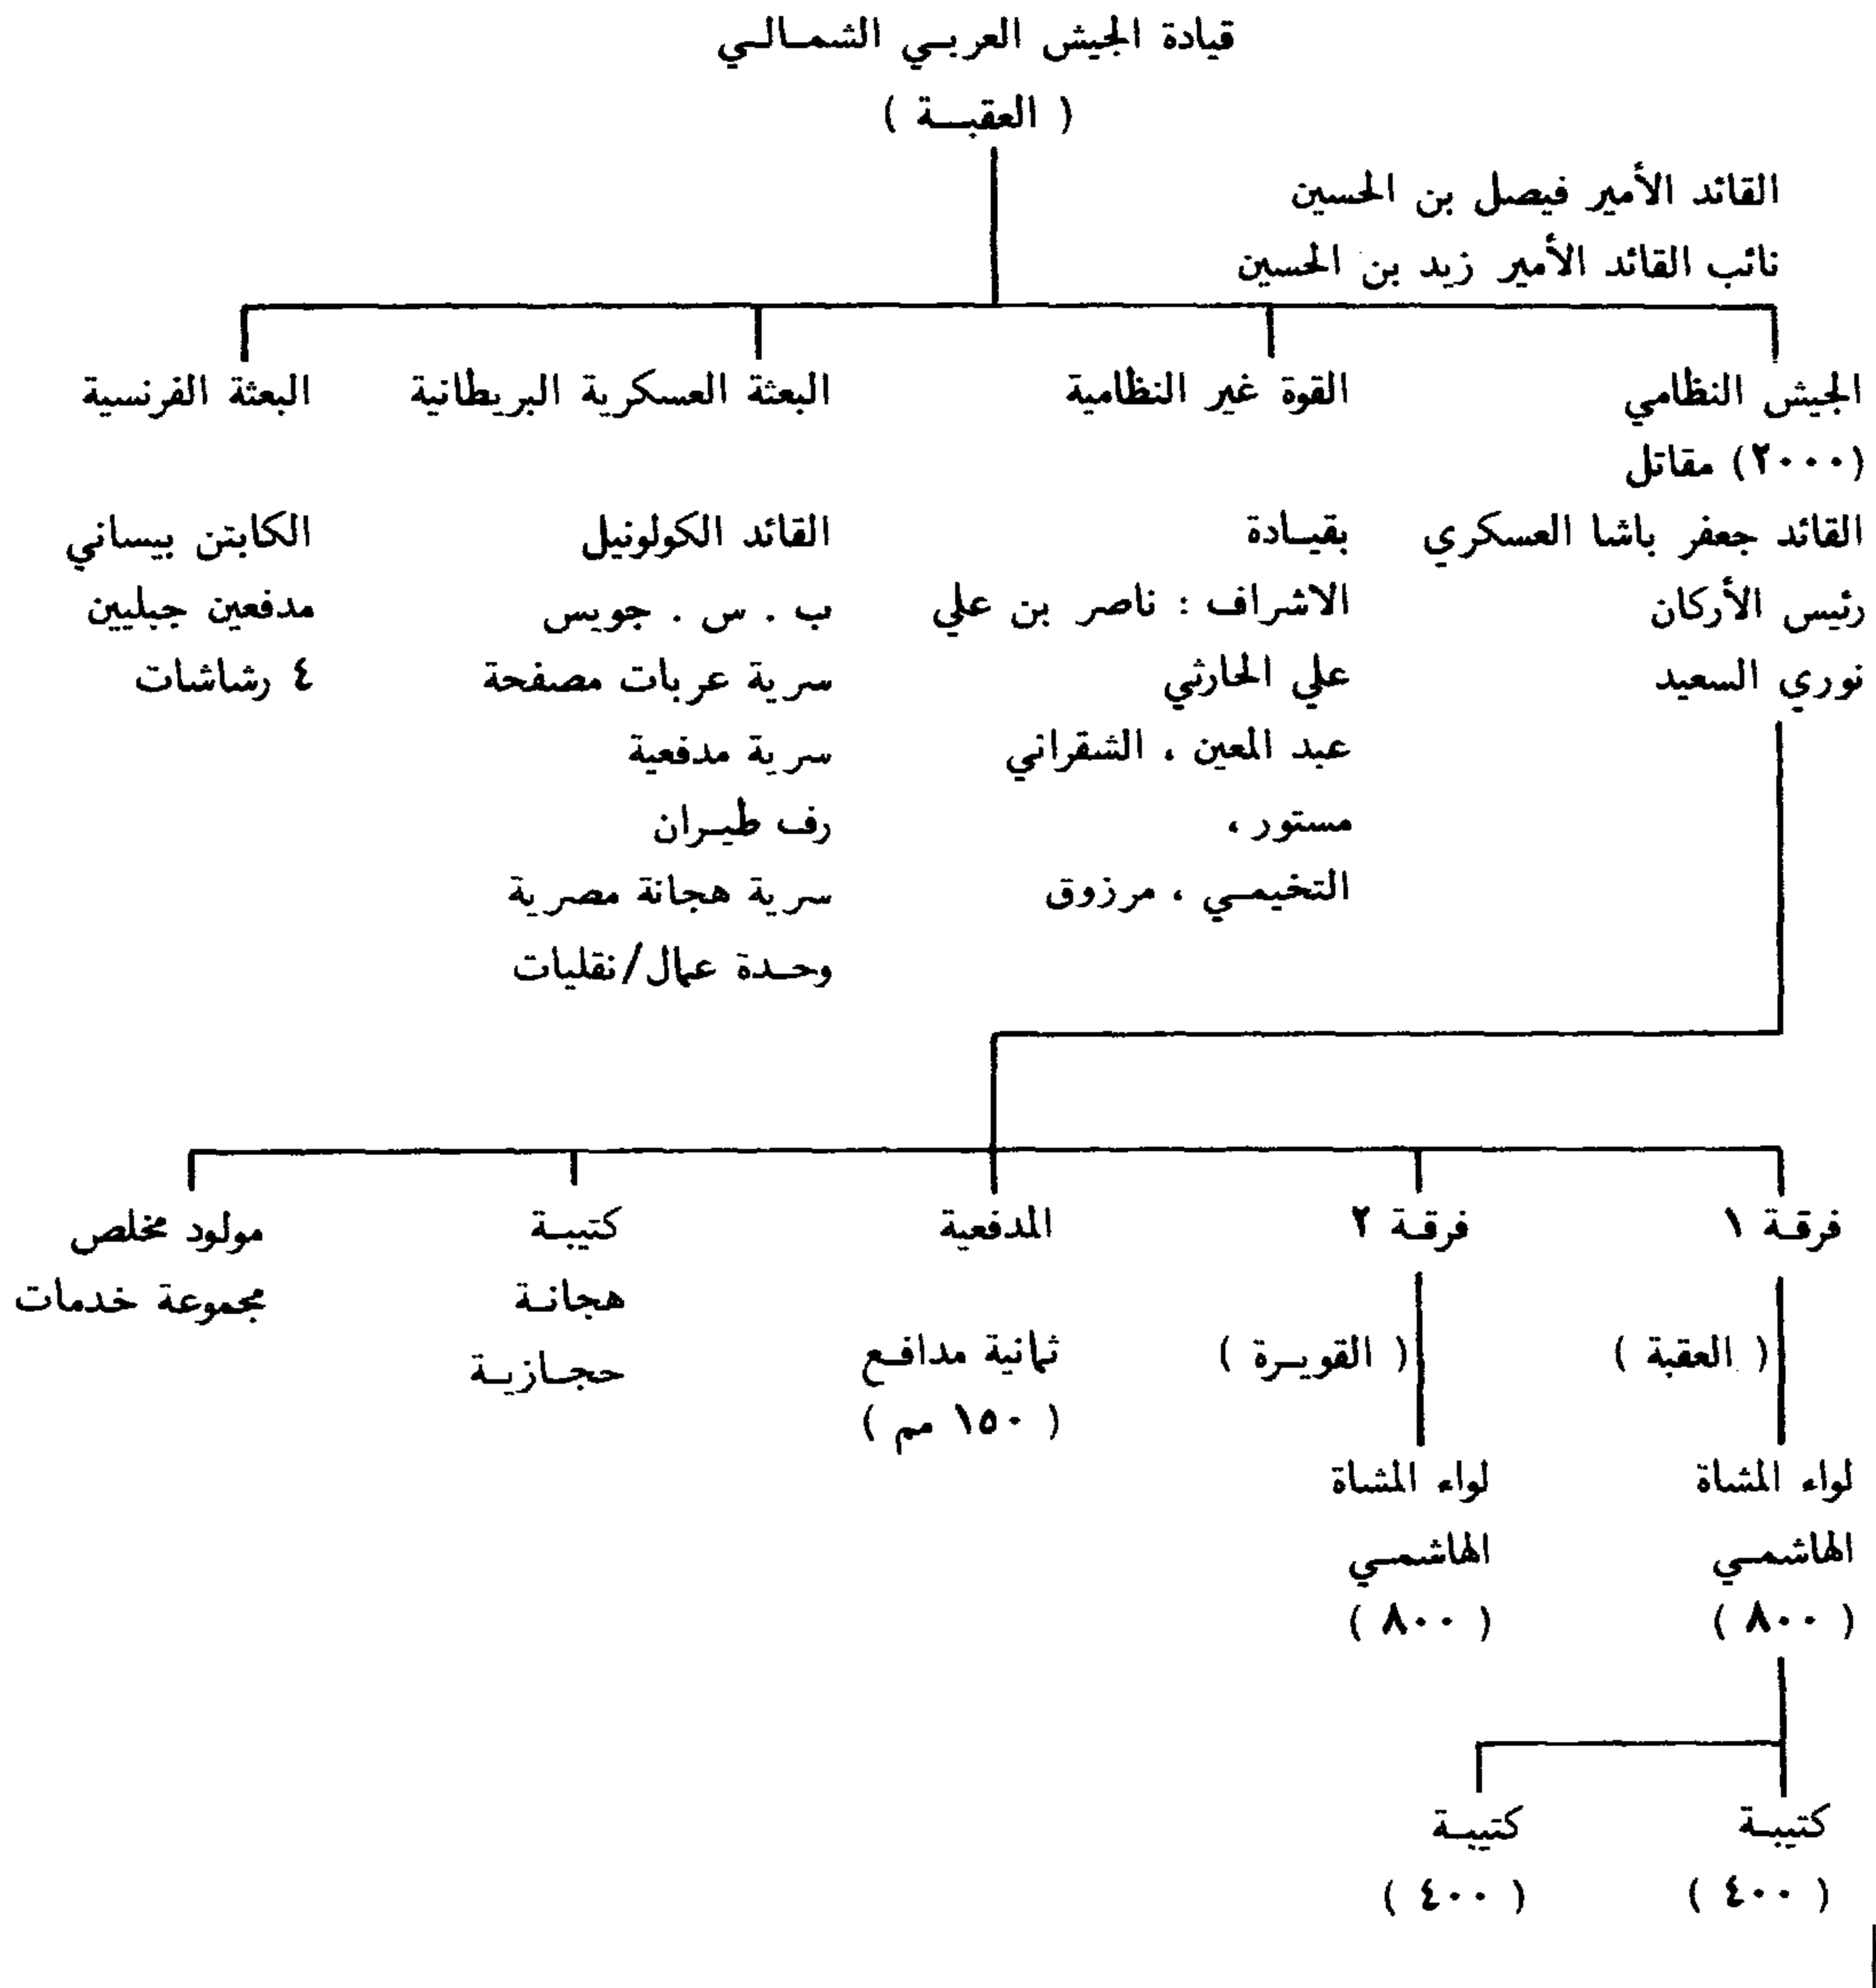 قيادة الجيش العربي الشمالي
( العقبة )
القائد الأمير فيصل بن الحسين
نائب القائد الأمير زيد بن الحسين
الجيش النظامي
(٢٠٠٠) مقاتل
القائد جعفر باشا العسكري
رئيس الأركان
نوري السعيد
القوة غير النظامية
بقيادة
الاشراف : ناصر بن علي
علي الحارثي
عبد المعين ، الشقراني
مستور ،
التخيمي ، مرزوق
البعثة العسكرية البريطانية
القائد الكولونيل
ب . س . جويس
سرية عربات مصفحة
سرية مدفعية
رف طيران
سرية هجانة مصرية
وحدة عمال/نقليات
البعثة الفرنسية
الكابتن بيساني
مدفعين جبليين
٤ رشاشات
فرقة ١
( العقبة )
لواء المشاة
الهاشمي
( ٨٠٠ )
كتيبة
( ٤٠٠ )
كتيبة
( ٤٠٠ )
فرقة ٢
( القويرة )
لواء المشاة
الهاشمي
( ٨٠٠ )
المدفعية
ثمانية مدافع
( ١٥٠ مم )
كتيبة
هجانة
حجازية
مولود مخلص
مجموعة خدمات